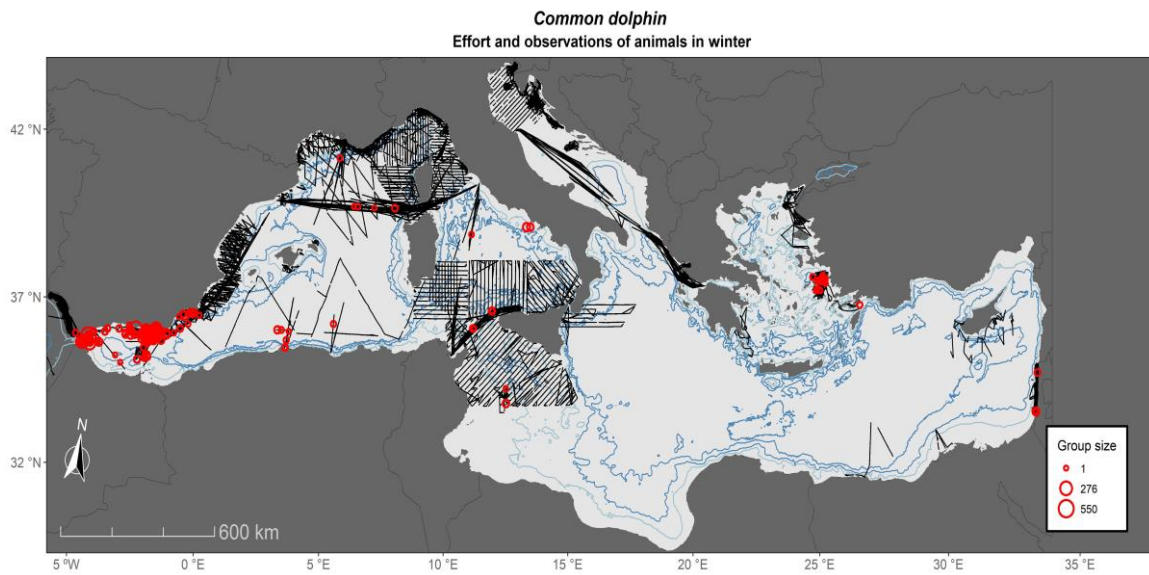 Common dolphin
Effort and observations of animals in winter
42 °N
37 °N
32 °N
N
600 km
Group size
1
276
550
5 °W 0 °E 5 °E 10 °E 15 °E 20 °E 25 °E 30 °E 35 °E